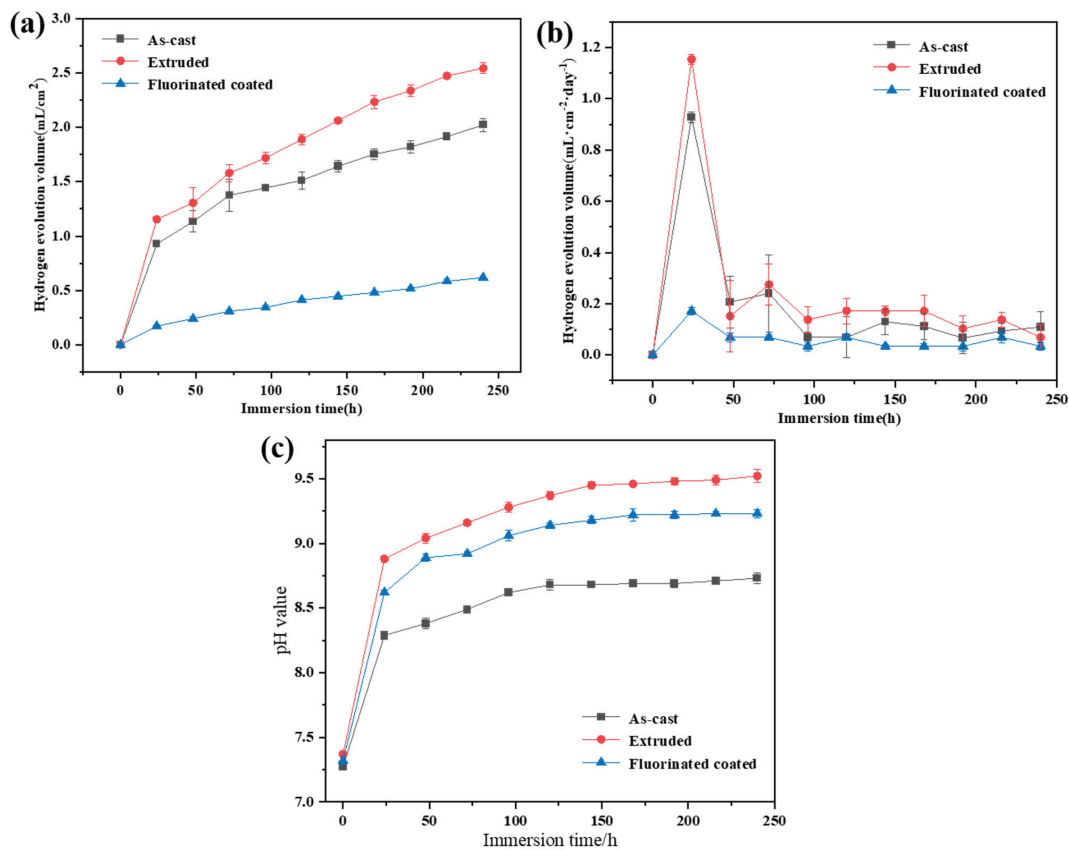 (a)
Hydrogen evolution volume(mL/cm²)
3.0
2.5
2.0
1.5
1.0
0.5
0.0
As-cast
Extruded
Fluorinated coated
0 50 100 150 200 250
Immersion time(h)
(b)
Hydrogen evolution volume(mL·cm⁻²·day⁻¹)
1.2
1.0
0.8
0.6
0.4
0.2
0.0
As-cast
Extruded
Fluorinated coated
0 50 100 150 200 250
Immersion time(h)
(c)
pH value
9.5
9.0
8.5
8.0
7.5
7.0
As-cast
Extruded
Fluorinated coated
0 50 100 150 200 250
Immersion time/h